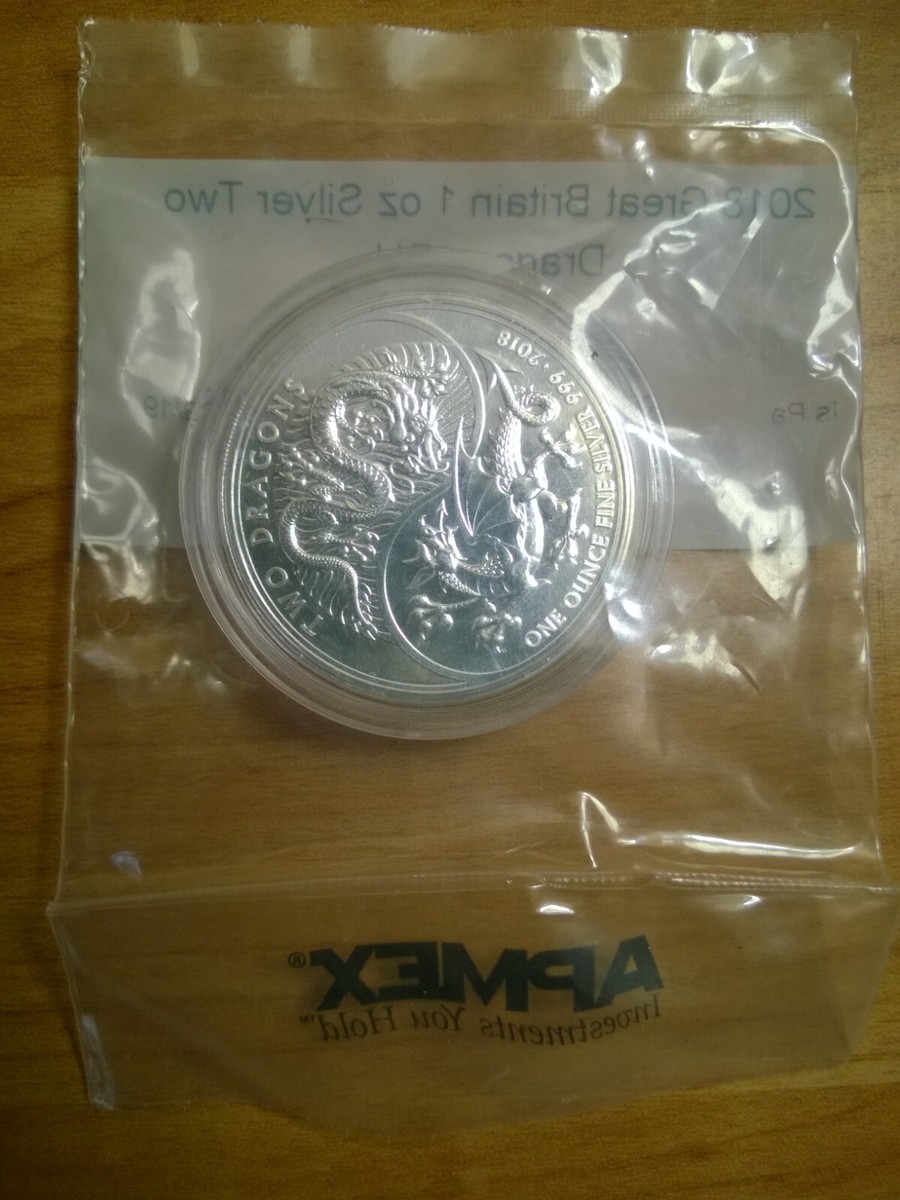 2018 Great Britain 1 oz Silver Two
TWO DRAGONS
ONE OUNCE FINE SILVER 999 · 2018
APMEX®
Investments You Hold™